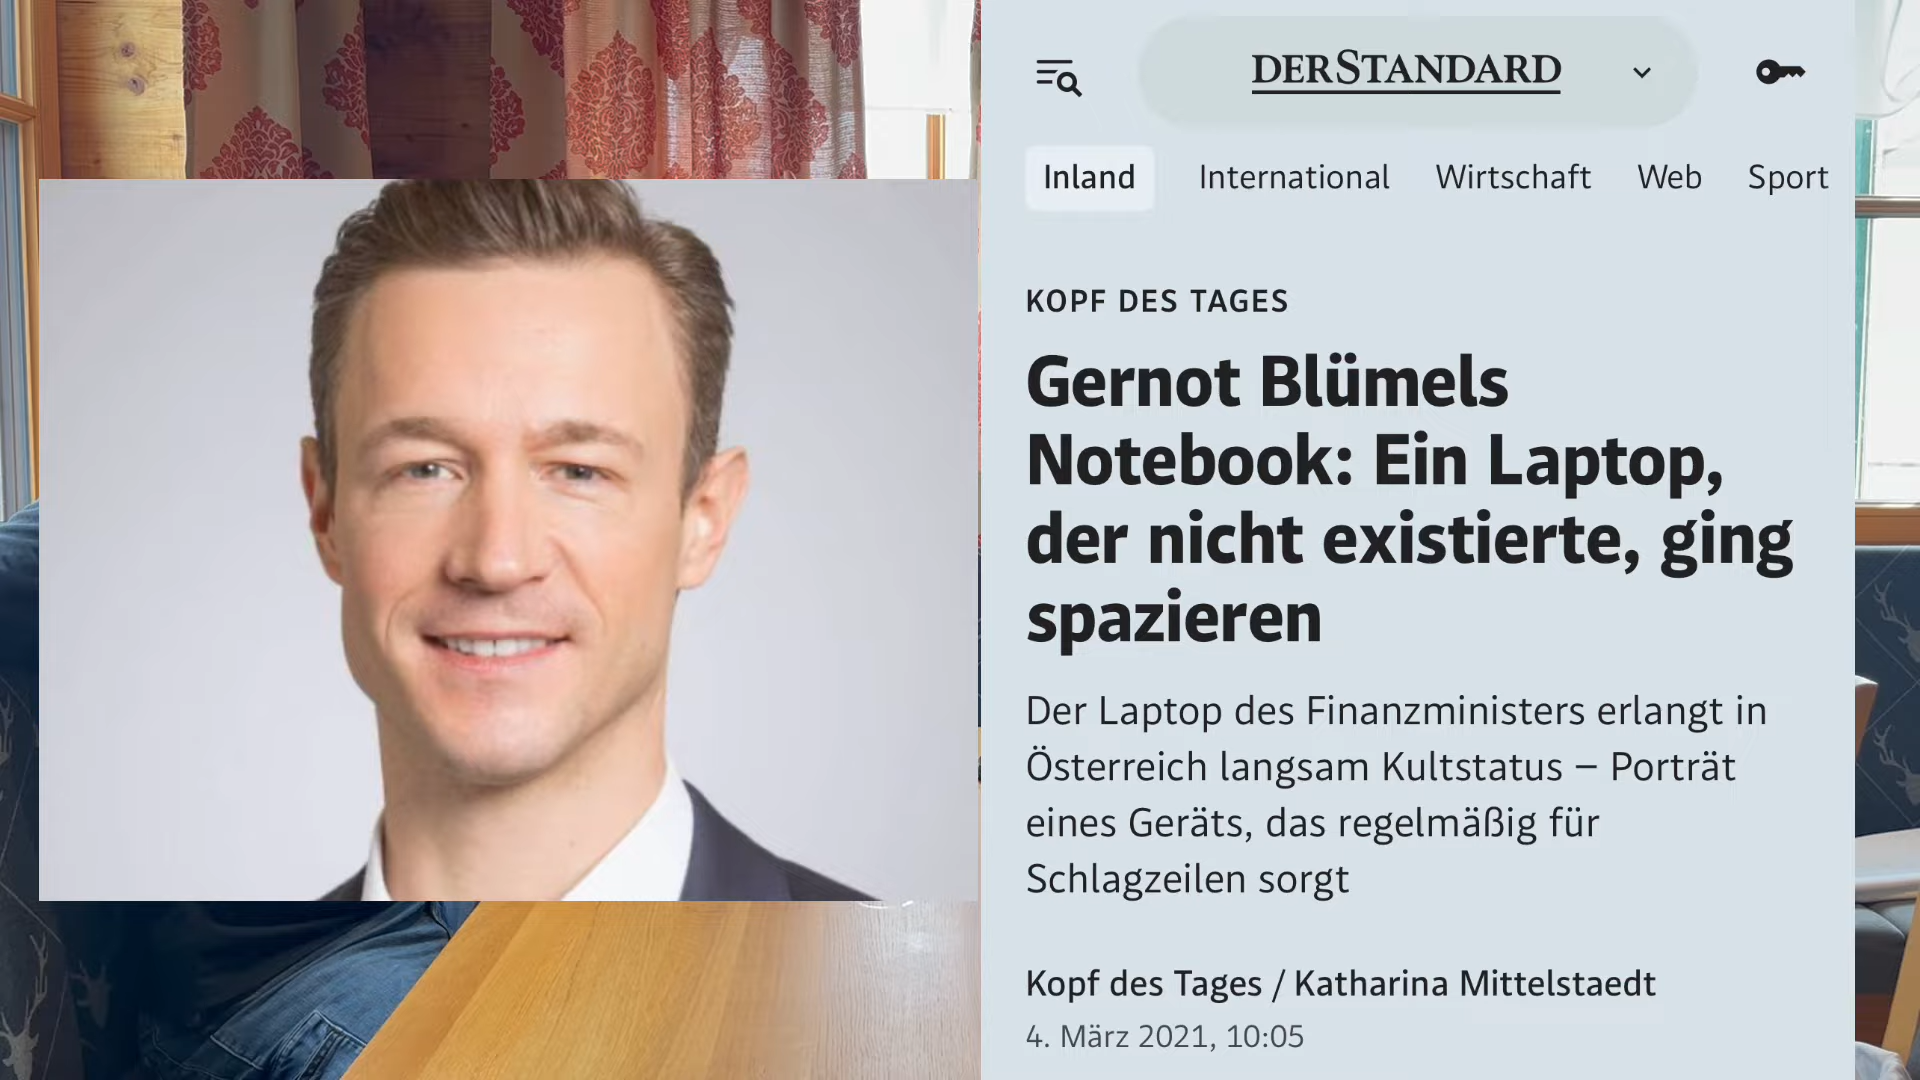 DERSTANDARD
Inland International Wirtschaft Web Sport
KOPF DES TAGES
Gernot Blümels
Notebook: Ein Laptop,
der nicht existierte, ging
spazieren
Der Laptop des Finanzministers erlangt in
Österreich langsam Kultstatus – Porträt
eines Geräts, das regelmäßig für
Schlagzeilen sorgt
Kopf des Tages / Katharina Mittelstaedt
4. März 2021, 10:05